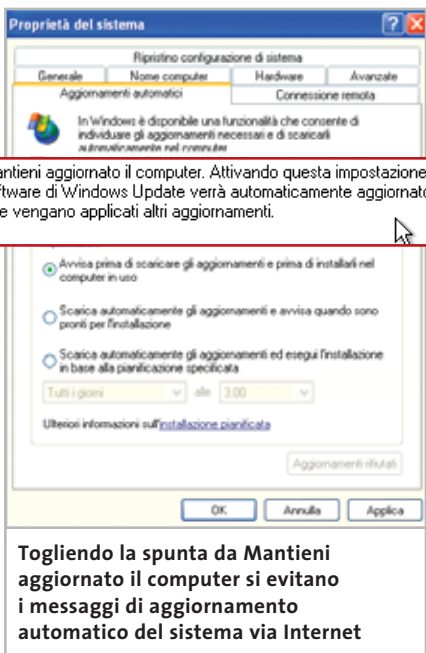 Proprietà del sistema
Ripristino configurazione di sistema
Generale Nome computer Hardware Avanzate
Aggiornamenti automatici Connessione remota
In Windows è disponibile una funzionalità che consente di
individuare gli aggiornamenti necessari e di scaricarli
automaticamente nel computer
antieni aggiornato il computer. Attivando questa impostazione
ftware di Windows Update verrà automaticamente aggiornato
e vengano applicati altri aggiornamenti.
Avvisa prima di scaricare gli aggiornamenti e prima di installarli nel
computer in uso
Scarica automaticamente gli aggiornamenti e avvisa quando sono
pronti per l'installazione
Scarica automaticamente gli aggiornamenti ed esegui l'installazione
in base alla pianificazione specificata
Tutti i giorni alle 3.00
Ulteriori informazioni sull'installazione pianificata
Aggiornamenti rifiutati
OK Annulla Applica
Togliendo la spunta da Mantieni
aggiornato il computer si evitano
i messaggi di aggiornamento
automatico del sistema via Internet